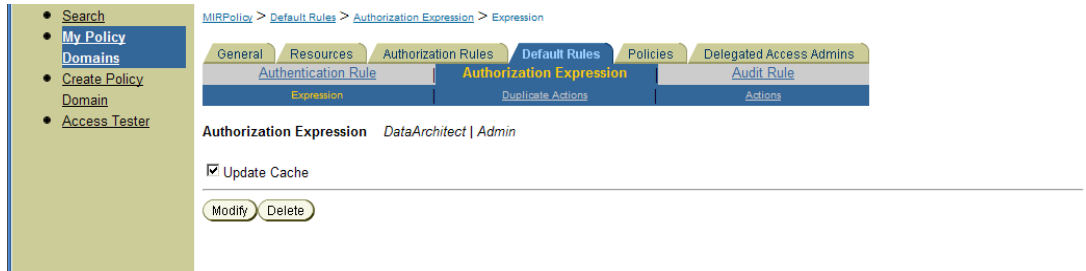 Search
My Policy
Domains
Create Policy
Domain
Access Tester
MIRPolicy > Default Rules > Authorization Expression > Expression
General Resources Authorization Rules Default Rules Policies Delegated Access Admins
Authentication Rule | Authorization Expression | Audit Rule
Expression | Duplicate Actions | Actions
Authorization Expression DataArchitect | Admin
Update Cache
Modify Delete